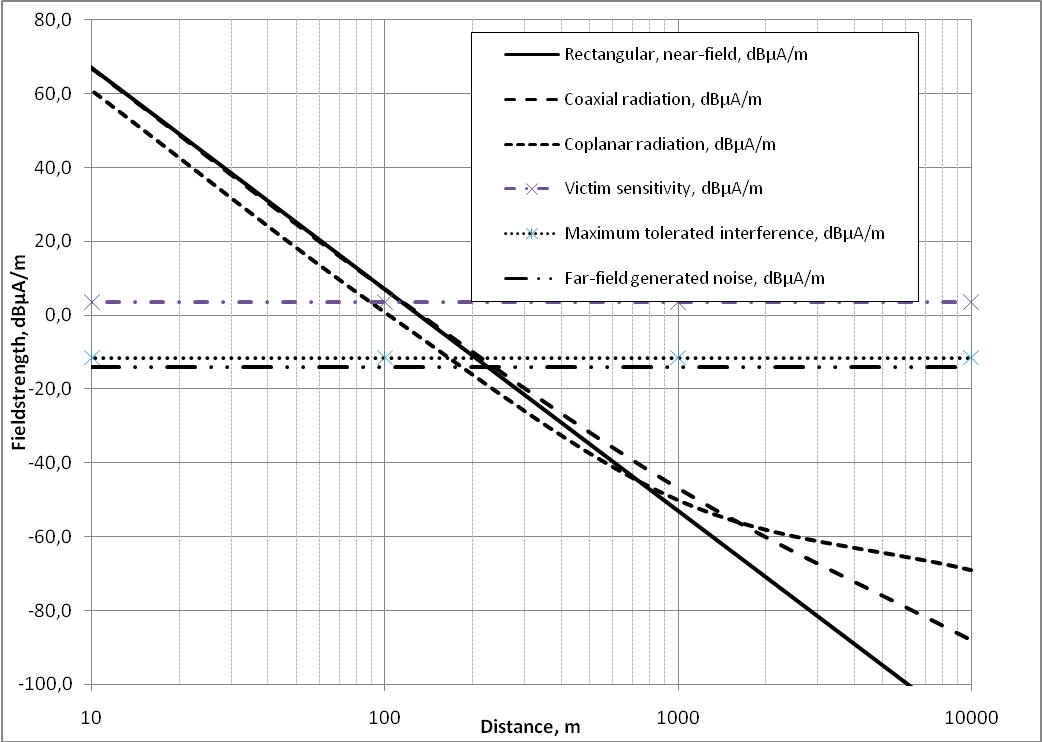 80,0
60,0
40,0
20,0
0,0
-20,0
-40,0
-60,0
-80,0
-100,0
Fieldstrength, dBµA/m
Rectangular, near-field, dBµA/m
Coaxial radiation, dBµA/m
Coplanar radiation, dBµA/m
Victim sensitivity, dBµA/m
Maximum tolerated interference, dBµA/m
Far-field generated noise, dBµA/m
10
100
1000
10000
Distance, m